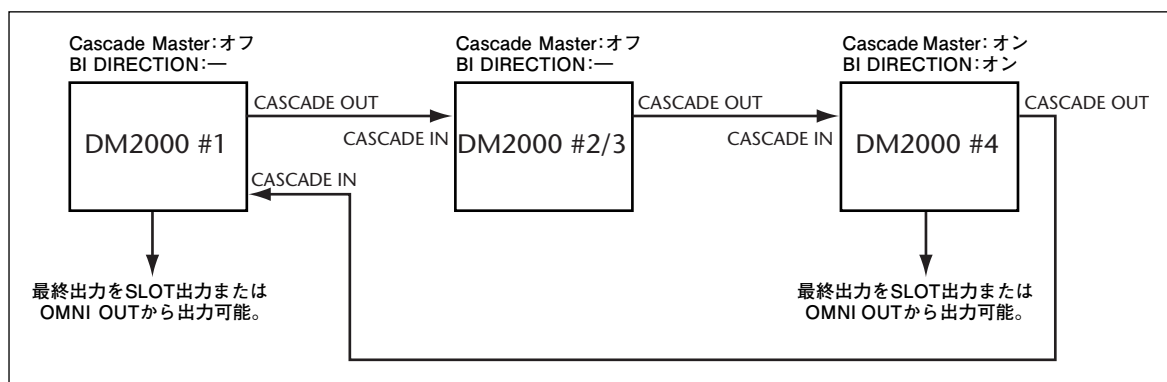 Cascade Master：オフ
BI DIRECTION：―
Cascade Master：オフ
BI DIRECTION：―
Cascade Master：オン
BI DIRECTION：オン
DM2000 #1
CASCADE OUT
CASCADE IN
DM2000 #2/3
CASCADE OUT
CASCADE IN
DM2000 #4
CASCADE OUT
CASCADE IN
最終出力をSLOT出力または
OMNI OUTから出力可能。
最終出力をSLOT出力または
OMNI OUTから出力可能。